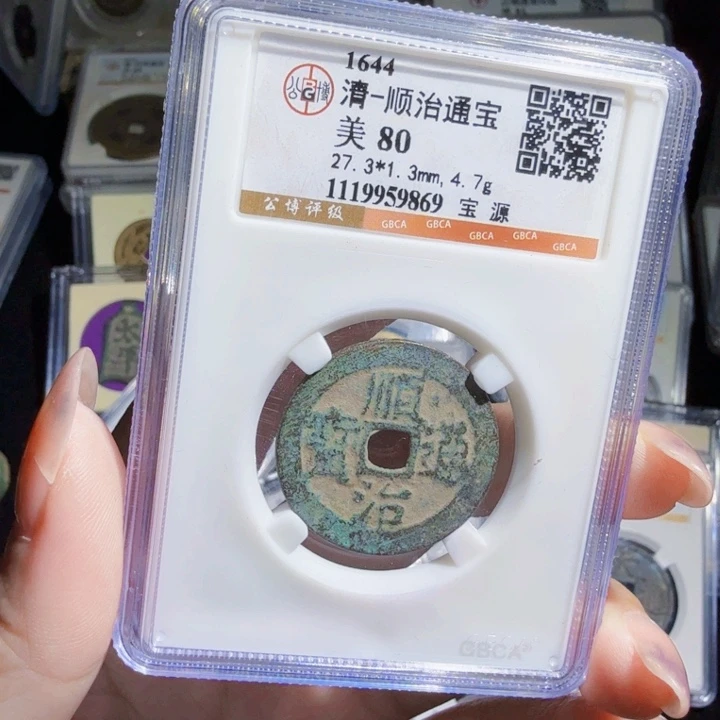 1644
清-顺治通宝
美 80
27.3*1.3mm, 4.7g
1119959869 宝 源
公博评级 GBCA GBCA GBCA GBCA GBCA
順
寳 通
治
GBCA